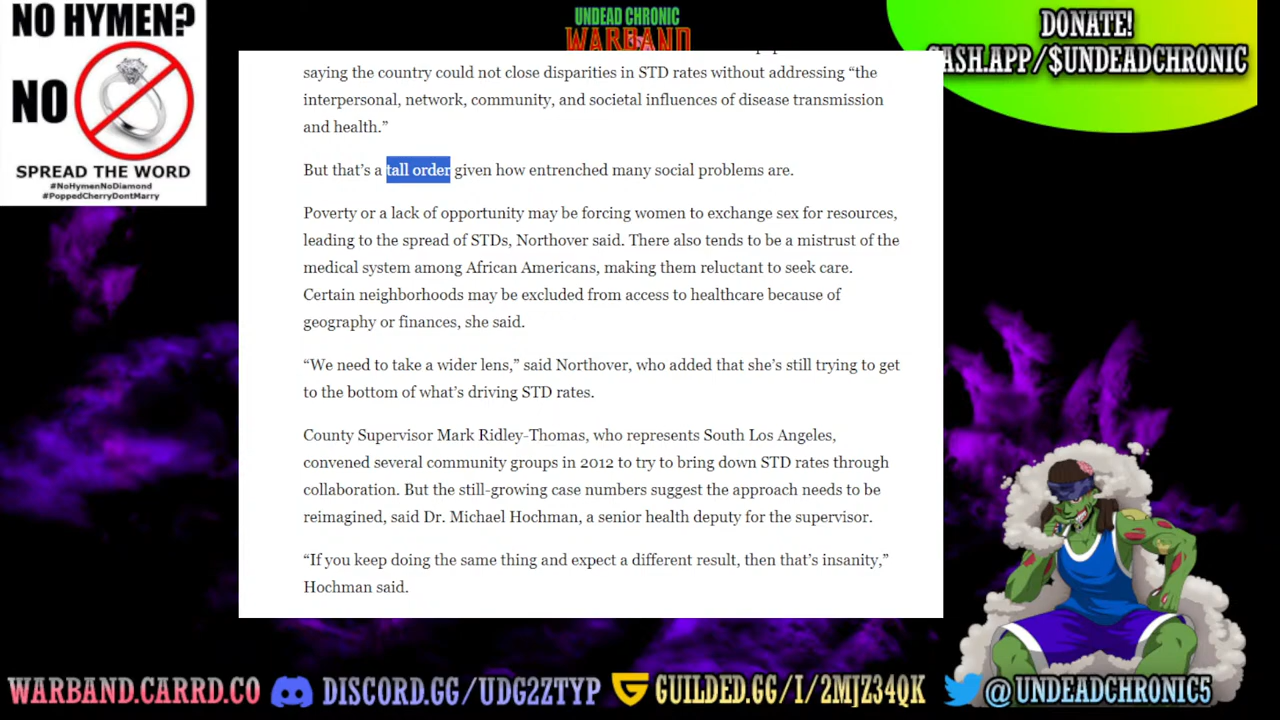 NO HYMEN?
NO
SPREAD THE WORD
#NoHymenNoDiamond
#PoppedCherryDontMarry
UNDEAD CHRONIC
WARBAND
DONATE!
CASH.APP/$UNDEADCHRONIC
saying the country could not close disparities in STD rates without addressing “the
interpersonal, network, community, and societal influences of disease transmission
and health.”
But that’s a tall order given how entrenched many social problems are.
Poverty or a lack of opportunity may be forcing women to exchange sex for resources,
leading to the spread of STDs, Northover said. There also tends to be a mistrust of the
medical system among African Americans, making them reluctant to seek care.
Certain neighborhoods may be excluded from access to healthcare because of
geography or finances, she said.
“We need to take a wider lens,” said Northover, who added that she’s still trying to get
to the bottom of what’s driving STD rates.
County Supervisor Mark Ridley-Thomas, who represents South Los Angeles,
convened several community groups in 2012 to try to bring down STD rates through
collaboration. But the still-growing case numbers suggest the approach needs to be
reimagined, said Dr. Michael Hochman, a senior health deputy for the supervisor.
“If you keep doing the same thing and expect a different result, then that’s insanity,”
Hochman said.
WARBAND.CARRD.CO DISCORD.GG/UDG2ZTYP GUILDED.GG/I/2MJZ34QK @UNDEADCHRONIC5